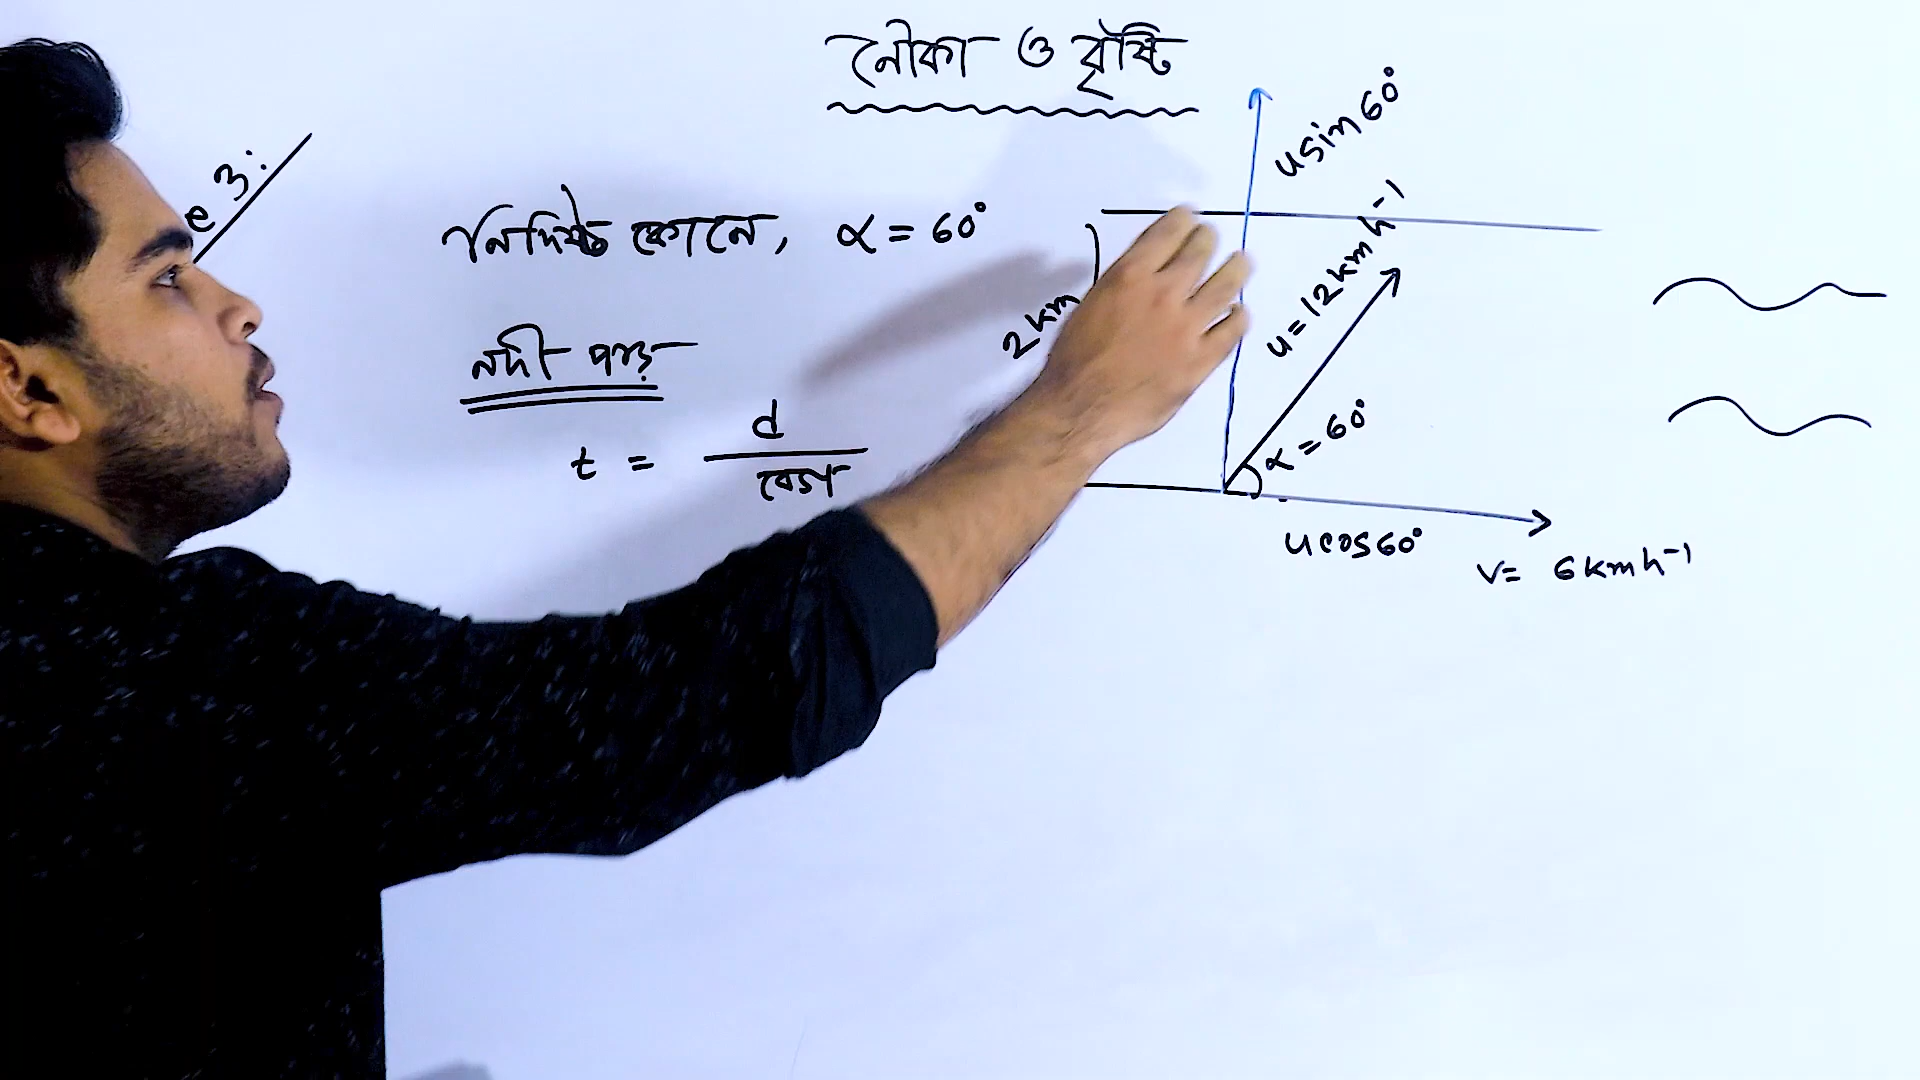 নৌকা ও বৃষ্টি
e 3:
নির্দিষ্ট কোনে, α = 60°
নদী পাড়
t = d / বেগ
usin60°
u = 12kmh⁻¹
2km
α = 60°
ucos60°
v= 6kmh⁻¹